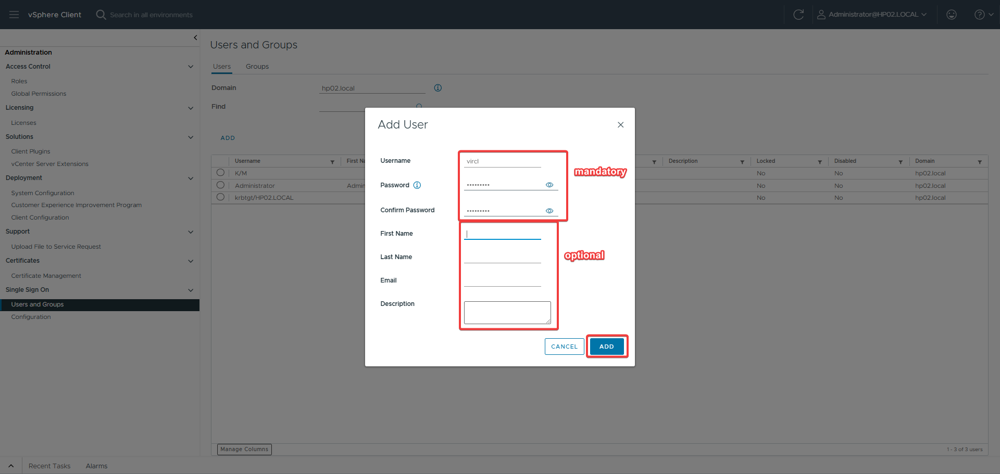 vSphere Client
Search in all environments
Administrator@HP02.LOCAL
Administration
Access Control
Roles
Global Permissions
Licensing
Licenses
Solutions
Client Plugins
vCenter Server Extensions
Deployment
System Configuration
Customer Experience Improvement Program
Client Configuration
Support
Upload File to Service Request
Certificates
Certificate Management
Single Sign On
Users and Groups
Configuration
Users and Groups
Users Groups
Domain hp02.local
Find
ADD
Username First Na Description Locked Disabled Domain
K/M No No hp02.local
Administrator Admin No No hp02.local
krbtgt/HP02.LOCAL No No hp02.local
Manage Columns
1 - 3 of 3 users
Add User
Username vircl
mandatory
Password •••••••••
Confirm Password •••••••••
First Name
Last Name
optional
Email
Description
CANCEL ADD
Recent Tasks Alarms